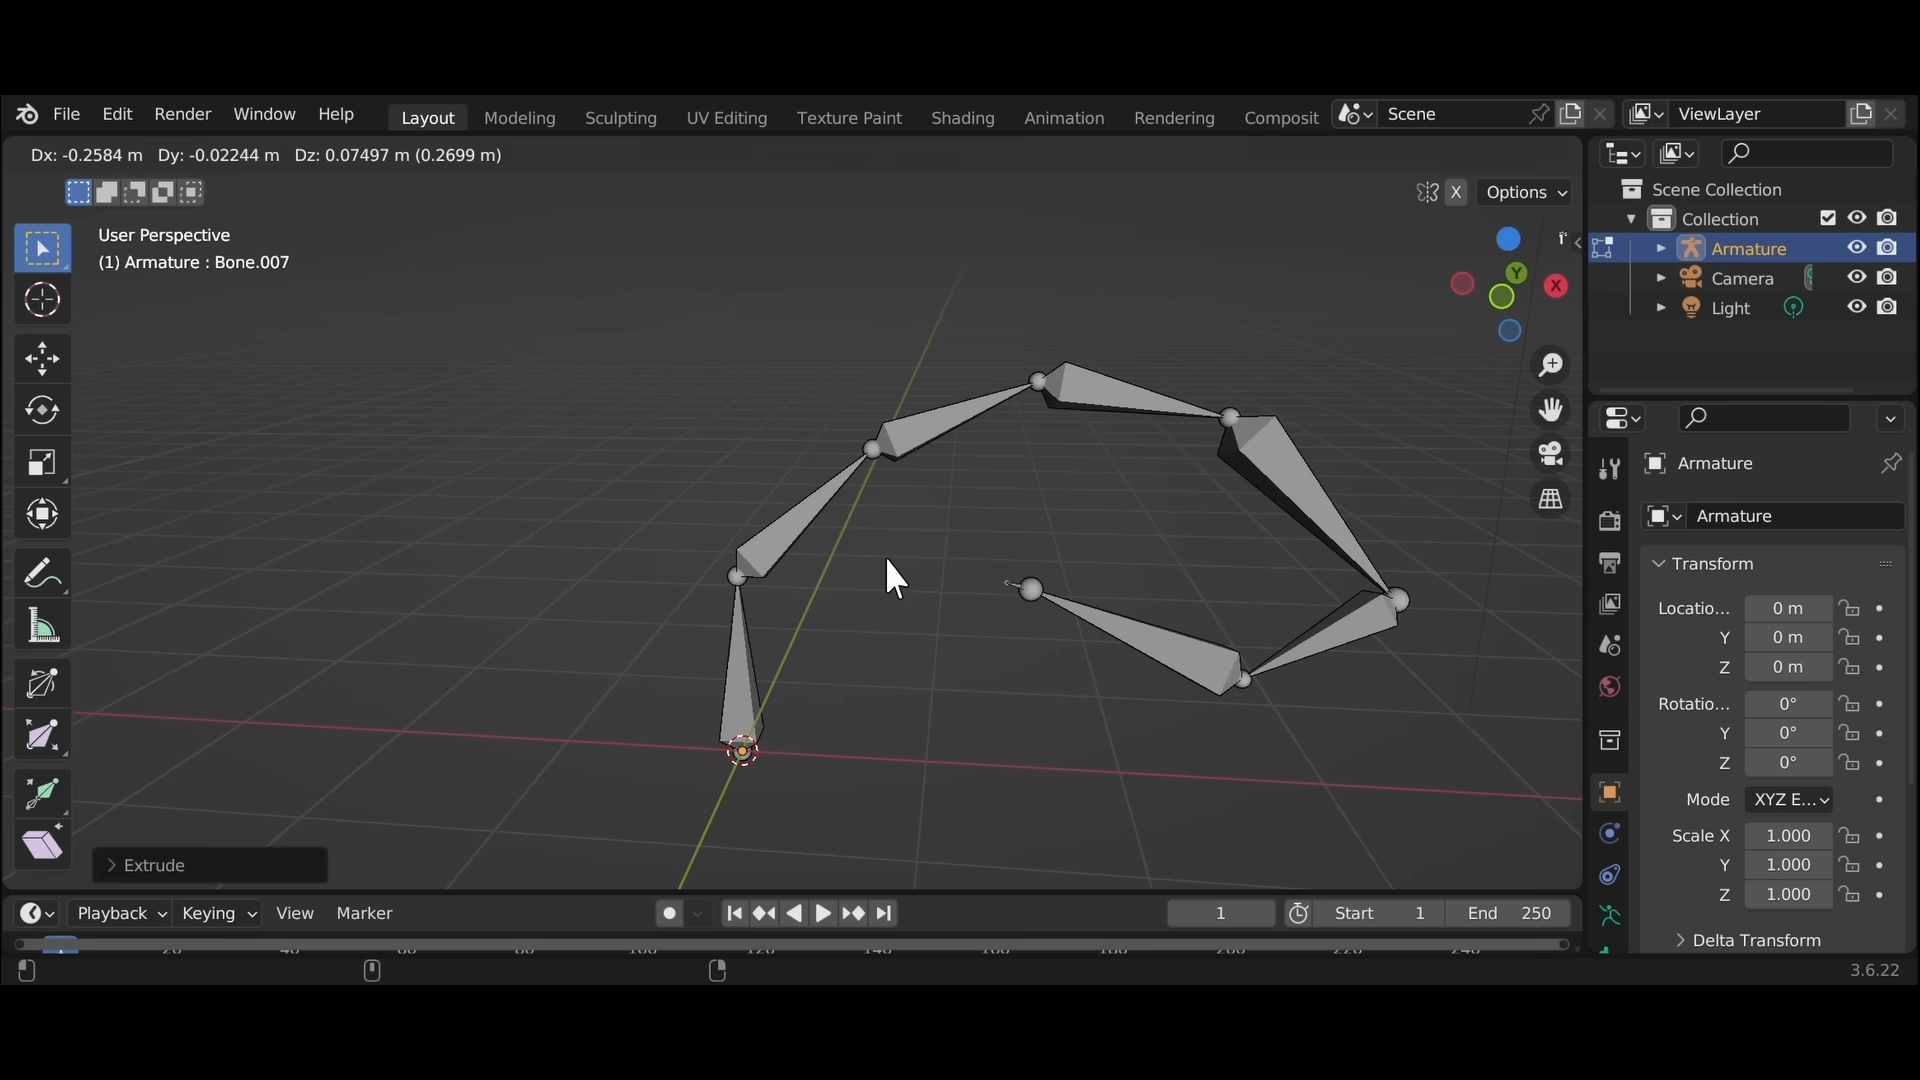 File Edit Render Window Help
Layout Modeling Sculpting UV Editing Texture Paint Shading Animation Rendering Composit
Scene
ViewLayer
Dx: -0.2584 m Dy: -0.02244 m Dz: 0.07497 m (0.2699 m)
X Options
User Perspective
(1) Armature : Bone.007
Y
X
Scene Collection
Collection
Armature
Camera
Light
Armature
Armature
Transform
Locatio... 0 m
Y 0 m
Z 0 m
Rotatio... 0°
Y 0°
Z 0°
Mode XYZ E...
Scale X 1.000
Y 1.000
Z 1.000
Delta Transform
Extrude
Playback Keying View Marker
1 Start 1 End 250
3.6.22